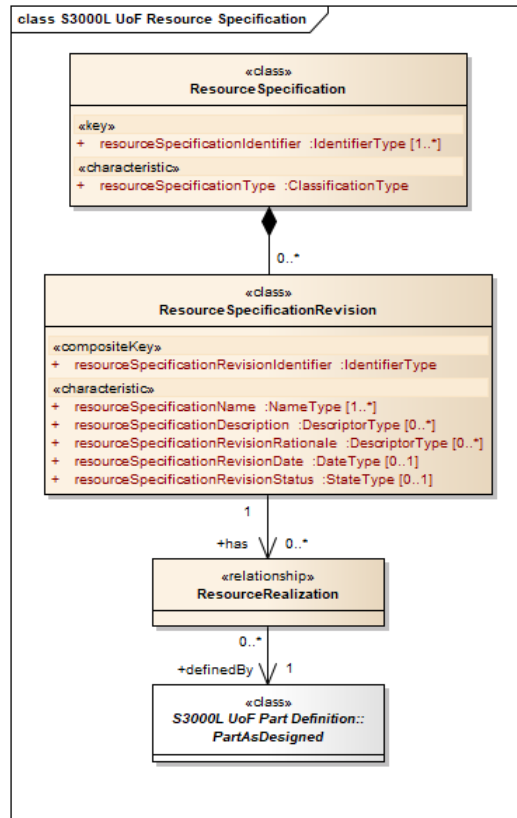 class S3000L UoF Resource Specification
«class»
ResourceSpecification
«key»
+ resourceSpecificationIdentifier :IdentifierType [1..*]
«characteristic»
+ resourceSpecificationType :ClassificationType
0..*
«class»
ResourceSpecificationRevision
«compositeKey»
+ resourceSpecificationRevisionIdentifier :IdentifierType
«characteristic»
+ resourceSpecificationName :NameType [1..*]
+ resourceSpecificationDescription :DescriptorType [0..*]
+ resourceSpecificationRevisionRationale :DescriptorType [0..*]
+ resourceSpecificationRevisionDate :DateType [0..1]
+ resourceSpecificationRevisionStatus :StateType [0..1]
1
+has 0..*
«relationship»
ResourceRealization
0..*
+definedBy 1
«class»
S3000L UoF Part Definition::
PartAsDesigned